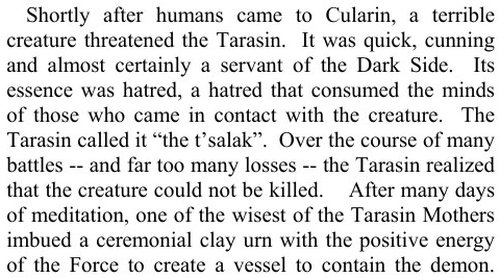 Shortly after humans came to Cularin, a terrible
creature threatened the Tarasin. It was quick, cunning
and almost certainly a servant of the Dark Side. Its
essence was hatred, a hatred that consumed the minds
of those who came in contact with the creature. The
Tarasin called it “the t’salak”. Over the course of many
battles -- and far too many losses -- the Tarasin realized
that the creature could not be killed. After many days
of meditation, one of the wisest of the Tarasin Mothers
imbued a ceremonial clay urn with the positive energy
of the Force to create a vessel to contain the demon.